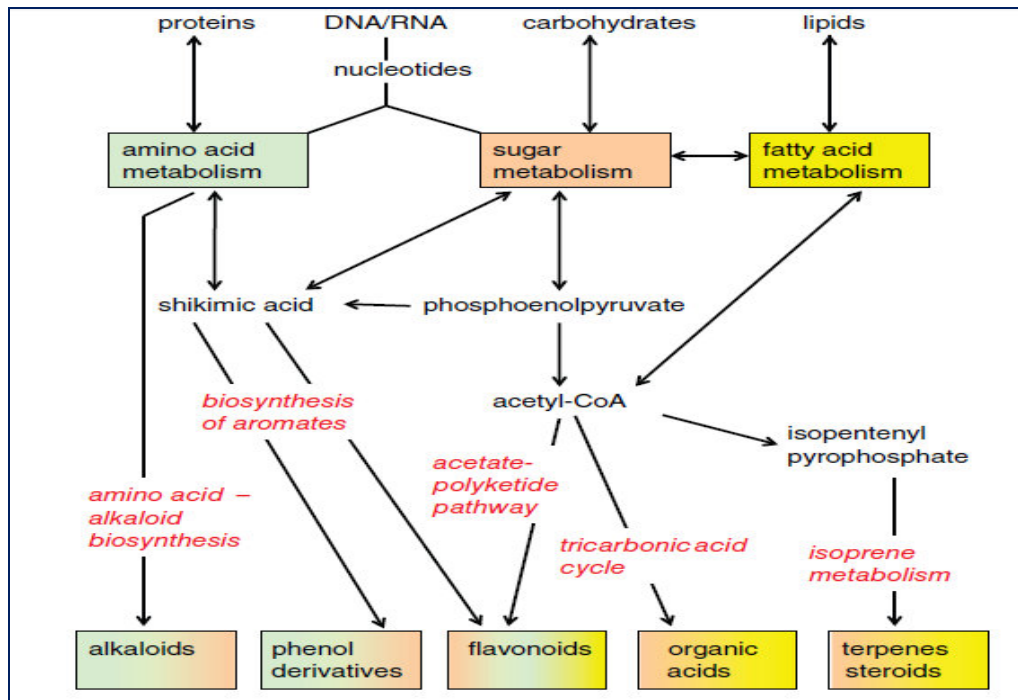 proteins
DNA/RNA
carbohydrates
lipids
nucleotides
amino acid
metabolism
sugar
metabolism
fatty acid
metabolism
shikimic acid
phosphoenolpyruvate
biosynthesis
of aromates
acetyl-CoA
isopentenyl
pyrophosphate
acetate-
polyketide
pathway
amino acid –
alkaloid
biosynthesis
tricarbonic acid
cycle
isoprene
metabolism
alkaloids
phenol
derivatives
flavonoids
organic
acids
terpenes
steroids